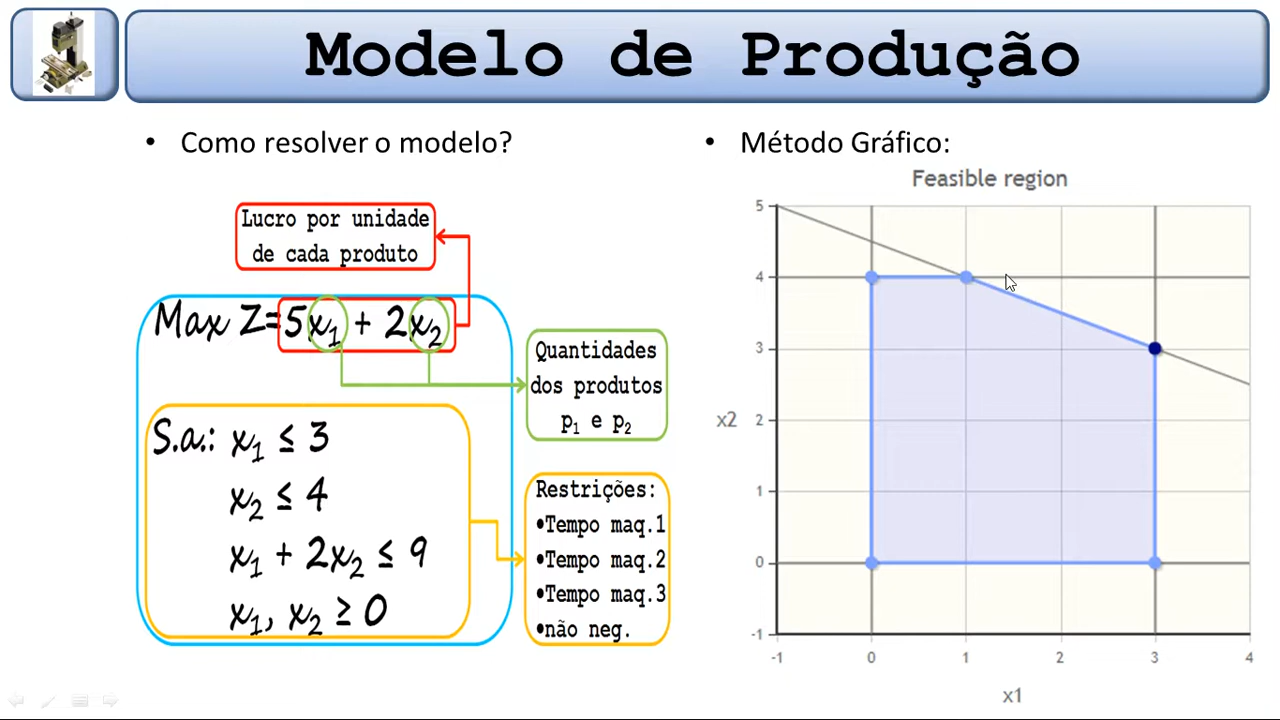 Modelo de Produção
• Como resolver o modelo?
Lucro por unidade
de cada produto
Max Z=5x₁ + 2x₂
Quantidades
dos produtos
p₁ e p₂
S.a.: x₁ ≤ 3
x₂ ≤ 4
x₁ + 2x₂ ≤ 9
x₁, x₂ ≥ 0
Restrições:
•Tempo maq.1
•Tempo maq.2
•Tempo maq.3
•não neg.
• Método Gráfico:
Feasible region
5
4
3
x2
2
1
0
-1
-1 0 1 2 3 4
x1